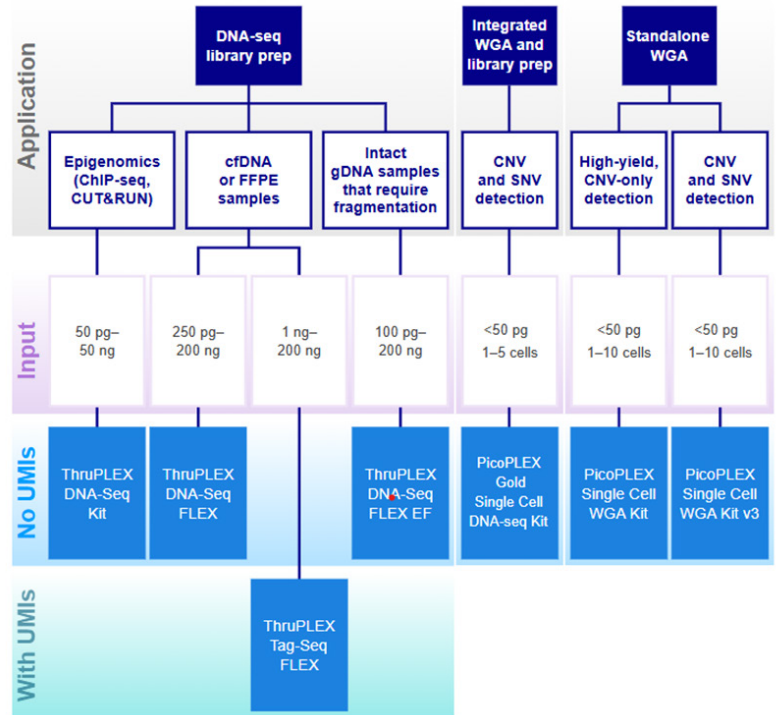 Application
DNA-seq
library prep
Integrated
WGA and
library prep
Standalone
WGA
Epigenomics
(ChIP-seq,
CUT&RUN)
cfDNA
or FFPE
samples
Intact
gDNA samples
that require
fragmentation
CNV
and SNV
detection
High-yield,
CNV-only
detection
CNV
and SNV
detection
Input
50 pg–
50 ng
250 pg–
200 ng
1 ng–
200 ng
100 pg–
200 ng
<50 pg
1–5 cells
<50 pg
1–10 cells
<50 pg
1–10 cells
No UMIs
ThruPLEX
DNA-Seq
Kit
ThruPLEX
DNA-Seq
FLEX
ThruPLEX
DNA-Seq
FLEX EF
PicoPLEX
Gold
Single Cell
DNA-seq Kit
PicoPLEX
Single Cell
WGA Kit
PicoPLEX
Single Cell
WGA Kit v3
With UMIs
ThruPLEX
Tag-Seq
FLEX